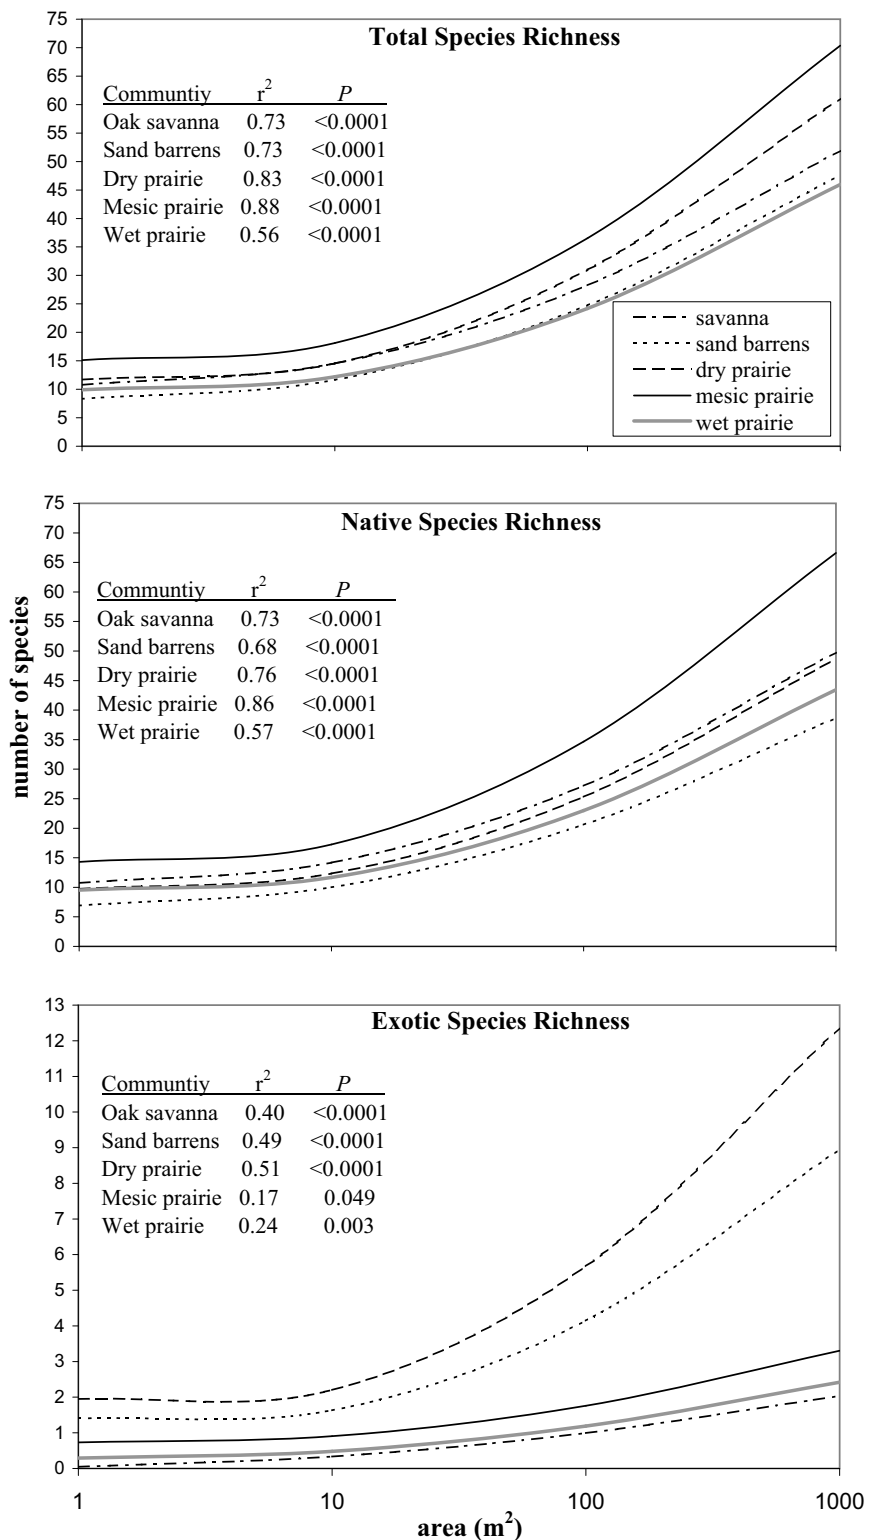 Total Species Richness
Communtiy r2 P
Oak savanna 0.73 <0.0001
Sand barrens 0.73 <0.0001
Dry prairie 0.83 <0.0001
Mesic prairie 0.88 <0.0001
Wet prairie 0.56 <0.0001
75
70
65
60
55
50
45
40
35
30
25
20
15
10
5
0
savanna
sand barrens
dry prairie
mesic prairie
wet prairie
number of species
Native Species Richness
Communtiy r2 P
Oak savanna 0.73 <0.0001
Sand barrens 0.68 <0.0001
Dry prairie 0.76 <0.0001
Mesic prairie 0.86 <0.0001
Wet prairie 0.57 <0.0001
75
70
65
60
55
50
45
40
35
30
25
20
15
10
5
0
Exotic Species Richness
Communtiy r2 P
Oak savanna 0.40 <0.0001
Sand barrens 0.49 <0.0001
Dry prairie 0.51 <0.0001
Mesic prairie 0.17 0.049
Wet prairie 0.24 0.003
13
12
11
10
9
8
7
6
5
4
3
2
1
0
1 10 100 1000
area (m2)